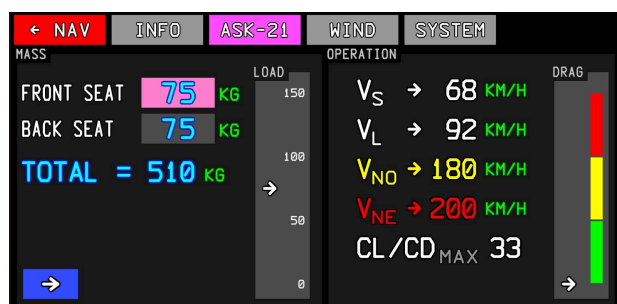 ← NAV INFO ASK-21 WIND SYSTEM
MASS
FRONT SEAT 75 KG
BACK SEAT 75 KG
TOTAL = 510 KG
→
LOAD
150
100
→
50
0
OPERATION
VS → 68 KM/H
VL → 92 KM/H
VNO → 180 KM/H
VNE → 200 KM/H
CL/CDMAX 33
DRAG
→